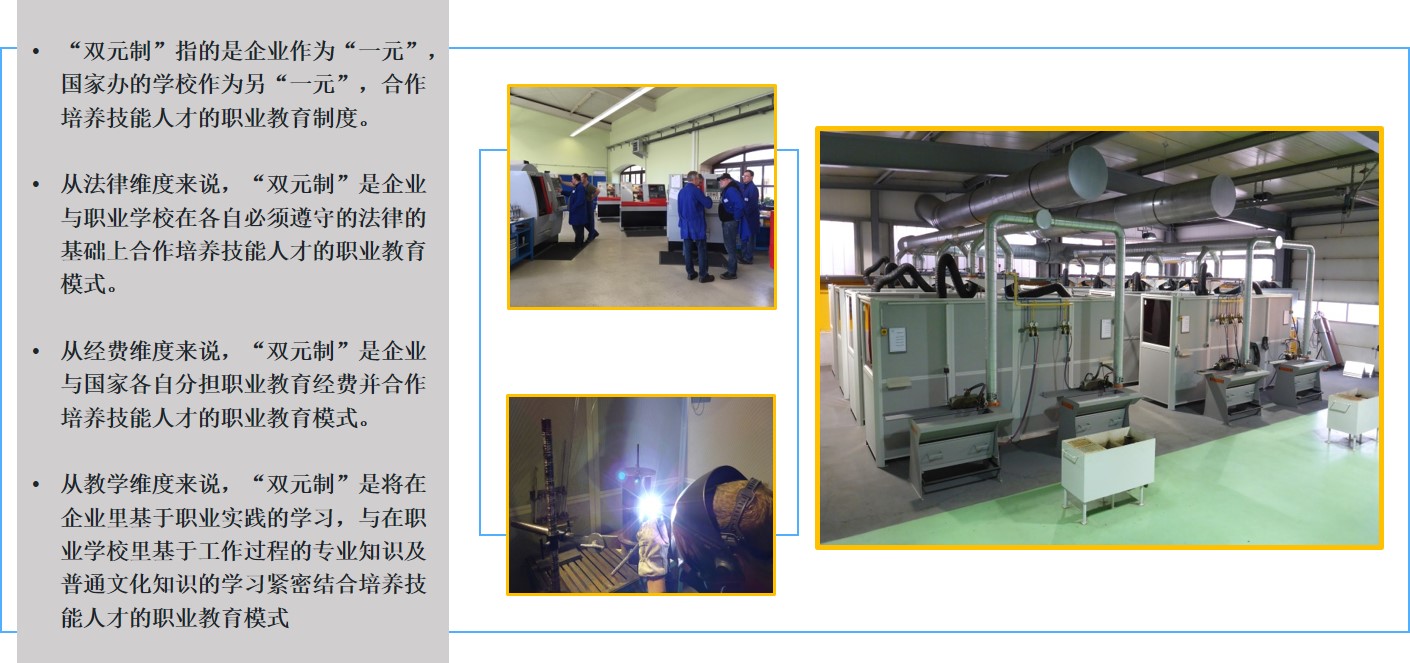 • “双元制”指的是企业作为“一元”，
国家办的学校作为另“一元”，合作
培养技能人才的职业教育制度。
• 从法律维度来说，“双元制”是企业
与职业学校在各自必须遵守的法律的
基础上合作培养技能人才的职业教育
模式。
• 从经费维度来说，“双元制”是企业
与国家各自分担职业教育经费并合作
培养技能人才的职业教育模式。
• 从教学维度来说，“双元制”是将在
企业里基于职业实践的学习，与在职
业学校里基于工作过程的专业知识及
普通文化知识的学习紧密结合培养技
能人才的职业教育模式